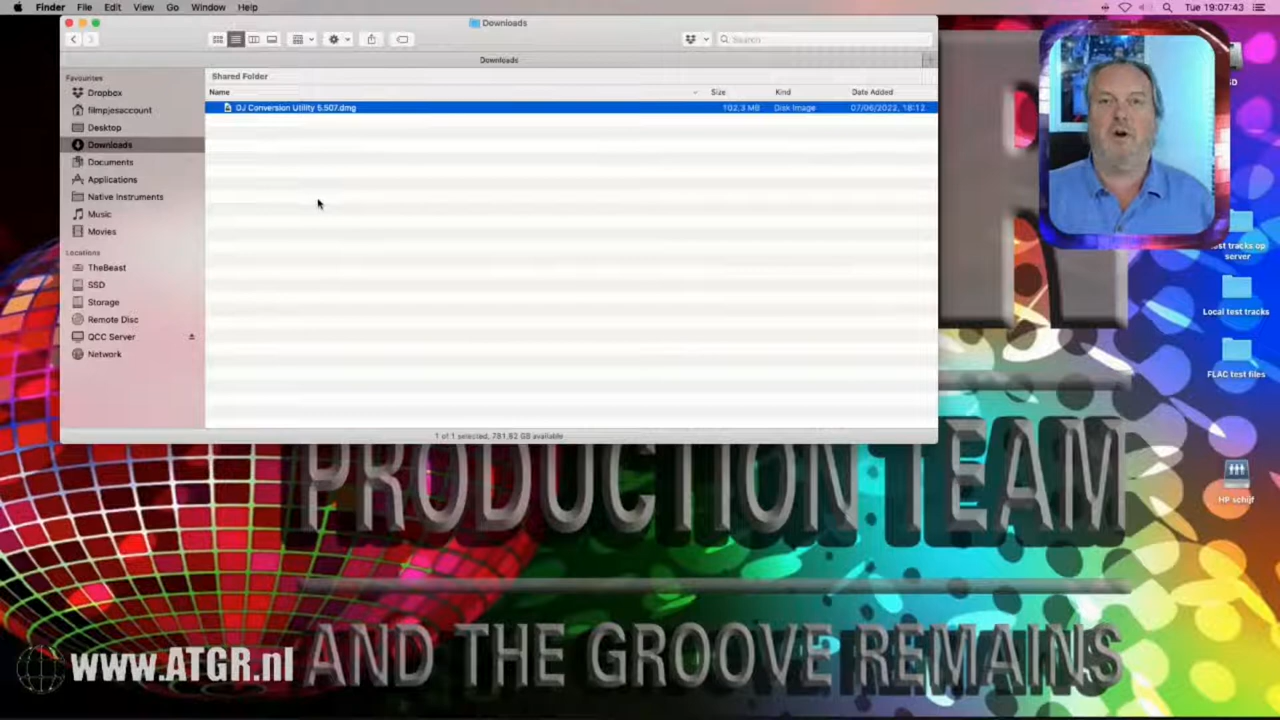 Finder File Edit View Go Window Help
Tue 19:07:43
Downloads
Search
Downloads
Favourites
Dropbox
filmpjesaccount
Desktop
Downloads
Documents
Applications
Native Instruments
Music
Movies
Locations
TheBeast
SSD
Storage
Remote Disc
QCC Server
Network
Shared Folder
Name Size Kind Date Added
DJ Conversion Utility 5.507.dmg 102,3 MB Disk Image 07/06/2022, 18:12
1 of 1 selected, 781,82 GB available
server
Local test tracks
FLAC test files
HP schijf
PRODUCTION TEAM
AND THE GROOVE REMAINS
www.ATGR.nl